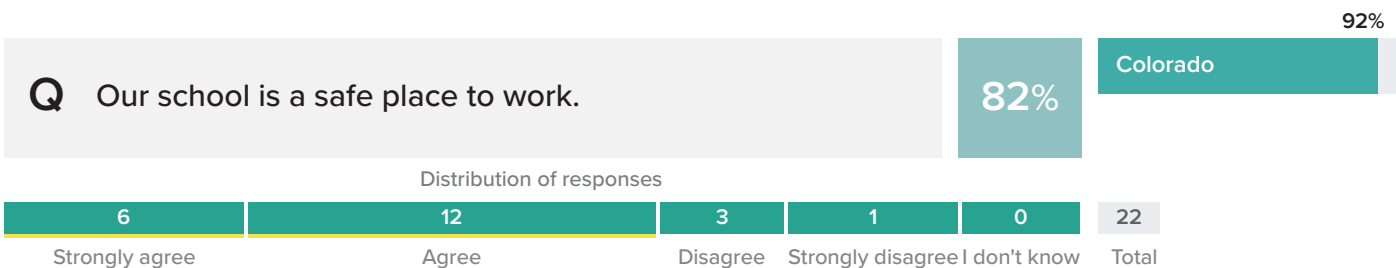 92%
Q Our school is a safe place to work.
82%
Colorado
Distribution of responses
6 12 3 1 0 22
Strongly agree Agree Disagree Strongly disagree I don't know Total